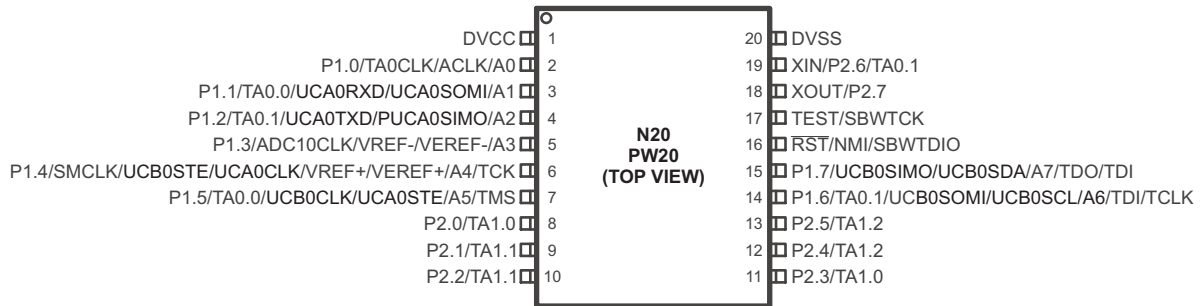 DVCC 1 20 DVSS
P1.0/TA0CLK/ACLK/A0 2 19 XIN/P2.6/TA0.1
P1.1/TA0.0/UCA0RXD/UCA0SOMI/A1 3 18 XOUT/P2.7
P1.2/TA0.1/UCA0TXD/PUCA0SIMO/A2 4 17 TEST/SBWTCK
P1.3/ADC10CLK/VREF-/VEREF-/A3 5 16 RST/NMI/SBWTDIO
P1.4/SMCLK/UCB0STE/UCA0CLK/VREF+/VEREF+/A4/TCK 6 15 P1.7/UCB0SIMO/UCB0SDA/A7/TDO/TDI
P1.5/TA0.0/UCB0CLK/UCA0STE/A5/TMS 7 14 P1.6/TA0.1/UCB0SOMI/UCB0SCL/A6/TDI/TCLK
P2.0/TA1.0 8 13 P2.5/TA1.2
P2.1/TA1.1 9 12 P2.4/TA1.2
P2.2/TA1.1 10 11 P2.3/TA1.0
N20
PW20
(TOP VIEW)